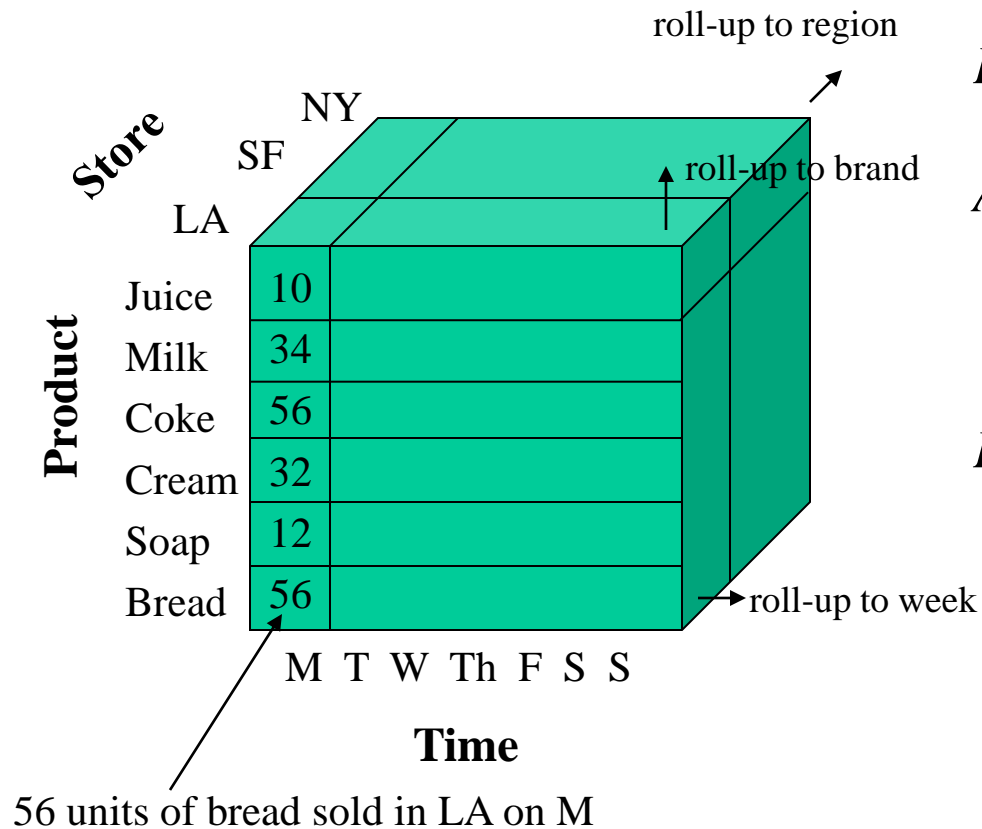 roll-up to region
NY
SF
LA
Store
roll-up to brand
Product
Juice 10
Milk 34
Coke 56
Cream 32
Soap 12
Bread 56
roll-up to week
M T W Th F S S
Time
56 units of bread sold in LA on M